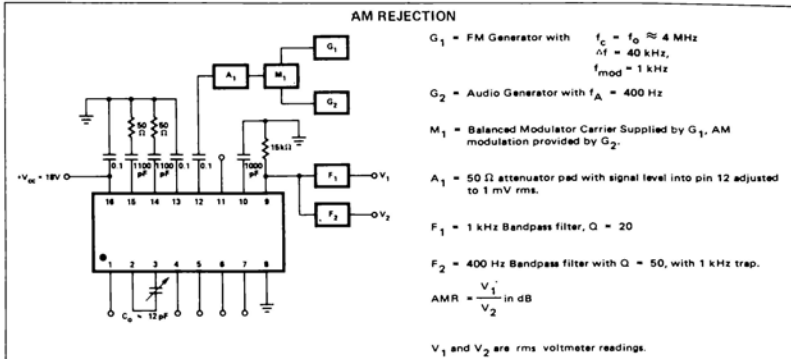 AM REJECTION
G1 = FM Generator with fc = fo ≈ 4 MHz
Δf = 40 kHz,
fmod = 1 kHz
G2 = Audio Generator with fA = 400 Hz
M1 = Balanced Modulator Carrier Supplied by G1, AM
modulation provided by G2.
A1 = 50 Ω attenuator pad with signal level into pin 12 adjusted
to 1 mV rms.
F1 = 1 kHz Bandpass filter, Q = 20
F2 = 400 Hz Bandpass filter with Q = 50, with 1 kHz trap.
AMR = V1 / V2 in dB
V1 and V2 are rms voltmeter readings.
G1
A1 M1
G2
50 Ω 50 Ω
15kΩ
0.1 1100 pF 1100 pF 0.1 0.1 1000 pF
F1 V1
F2 V2
+Vcc = 18V
16 15 14 13 12 11 10 9
1 2 3 4 5 6 7 8
Co = 12 pF